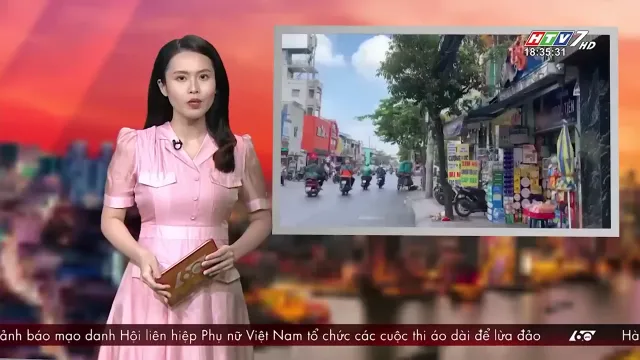 HTV7 HD
18:35:31
ảnh báo mạo danh Hội liên hiệp Phụ nữ Việt Nam tổ chức các cuộc thi áo dài để lừa đảo
Hà